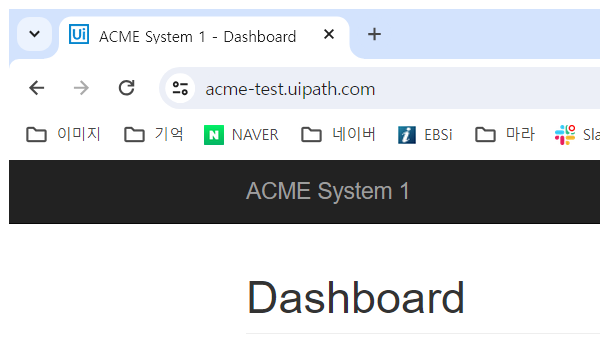 Ui ACME System 1 - Dashboard
acme-test.uipath.com
이미지 기억 N NAVER 네이버 i EBSi 마라 Sla
ACME System 1
Dashboard